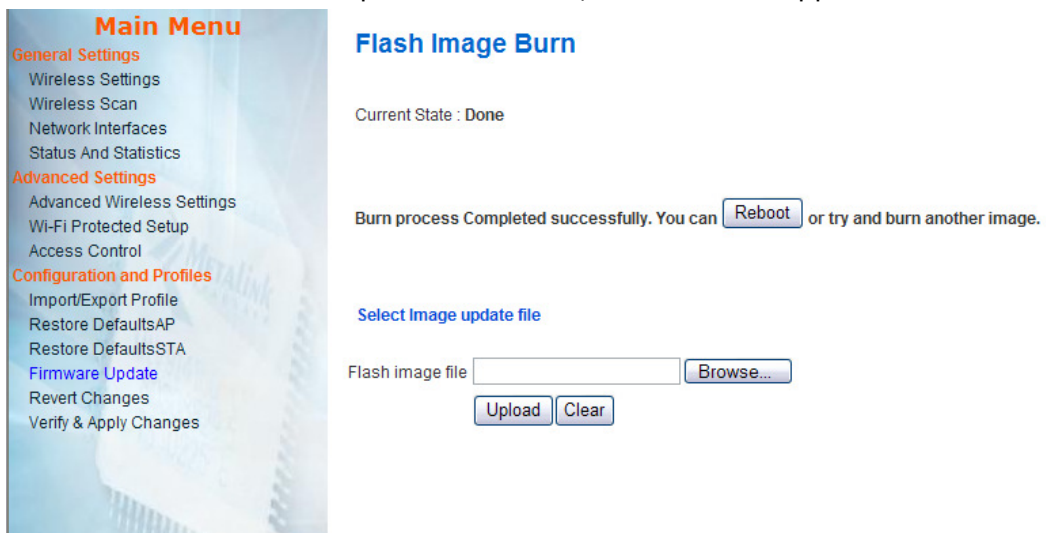 Main Menu
General Settings
Wireless Settings
Wireless Scan
Network Interfaces
Status And Statistics
Advanced Settings
Advanced Wireless Settings
Wi-Fi Protected Setup
Access Control
Configuration and Profiles
Import/Export Profile
Restore DefaultsAP
Restore DefaultsSTA
Firmware Update
Revert Changes
Verify & Apply Changes
METALINK
Flash Image Burn
Current State : Done
Burn process Completed successfully. You can Reboot or try and burn another image.
Select Image update file
Flash image file Browse...
Upload Clear